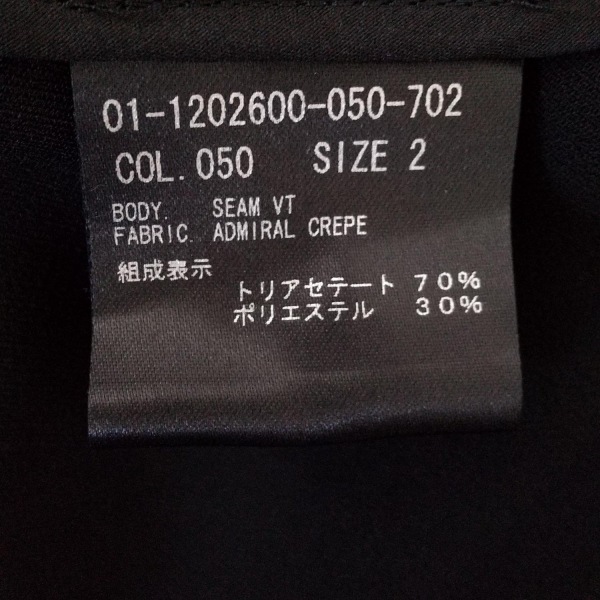 01-1202600-050-702
COL.050 SIZE 2
BODY. SEAM VT
FABRIC. ADMIRAL CREPE
組成表示
トリアセテート 70%
ポリエステル 30%